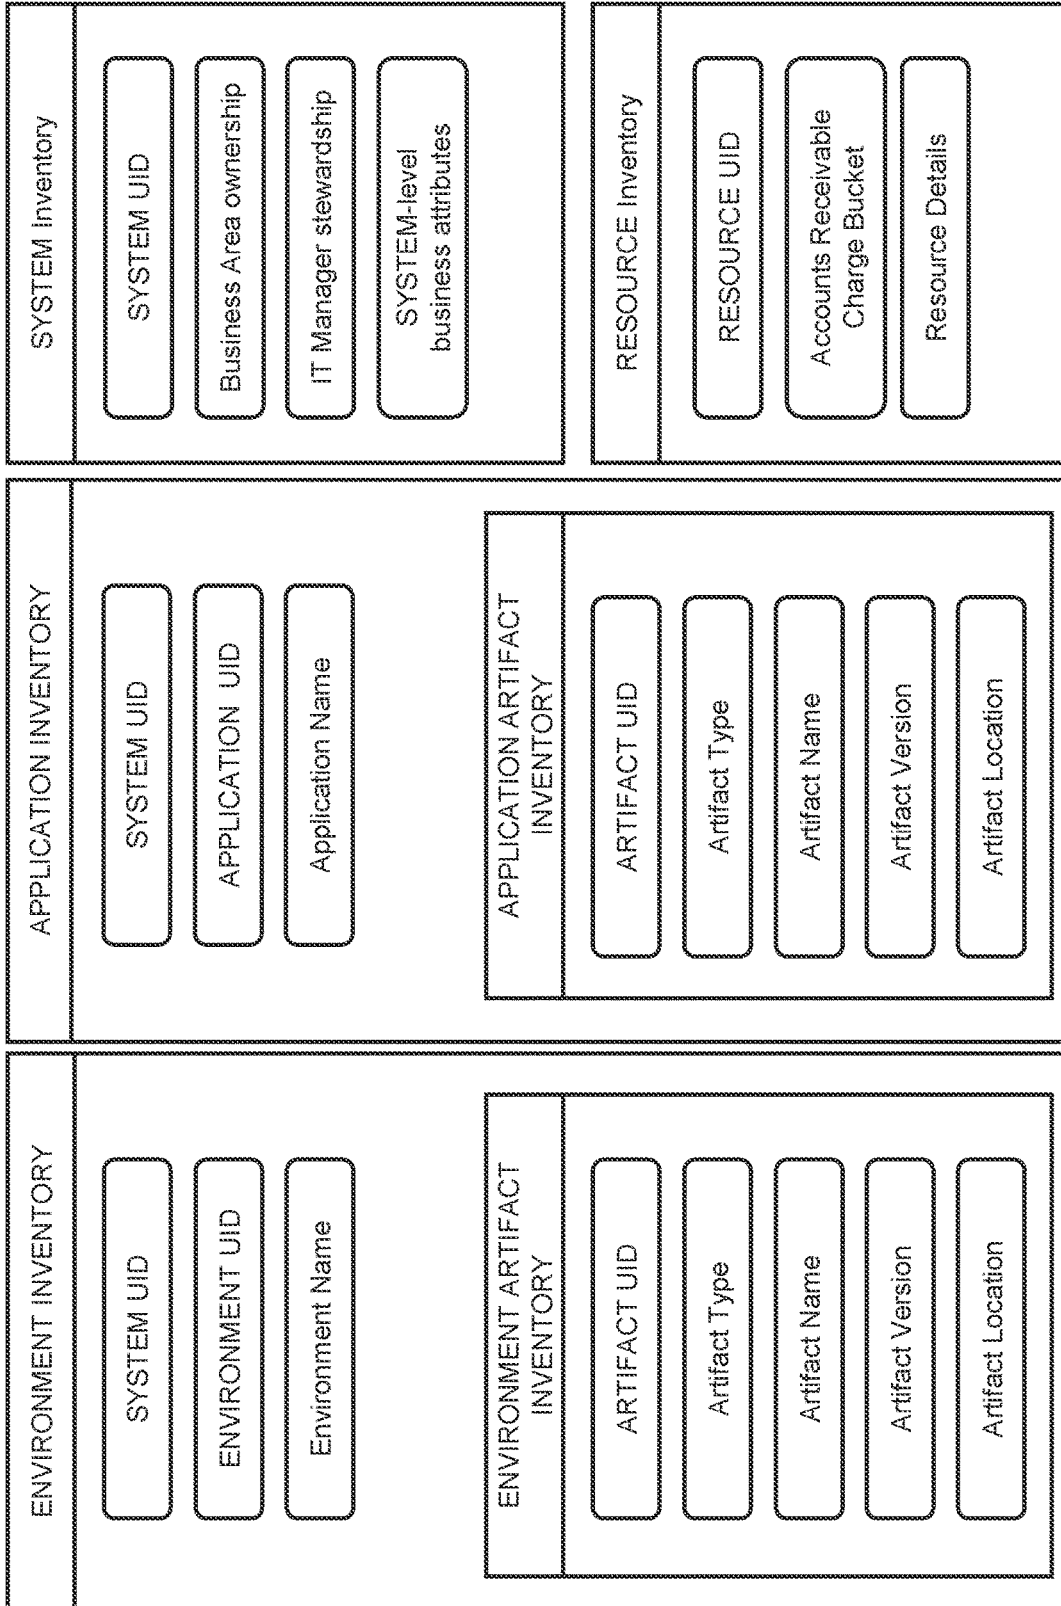 ENVIRONMENT INVENTORY
SYSTEM UID
ENVIRONMENT UID
Environment Name
ENVIRONMENT ARTIFACT
INVENTORY
ARTIFACT UID
Artifact Type
Artifact Name
Artifact Version
Artifact Location
APPLICATION INVENTORY
SYSTEM UID
APPLICATION UID
Application Name
APPLICATION ARTIFACT
INVENTORY
ARTIFACT UID
Artifact Type
Artifact Name
Artifact Version
Artifact Location
SYSTEM Inventory
SYSTEM UID
Business Area ownership
IT Manager stewardship
SYSTEM-level
business attributes
RESOURCE Inventory
RESOURCE UID
Accounts Receivable
Charge Bucket
Resource Details